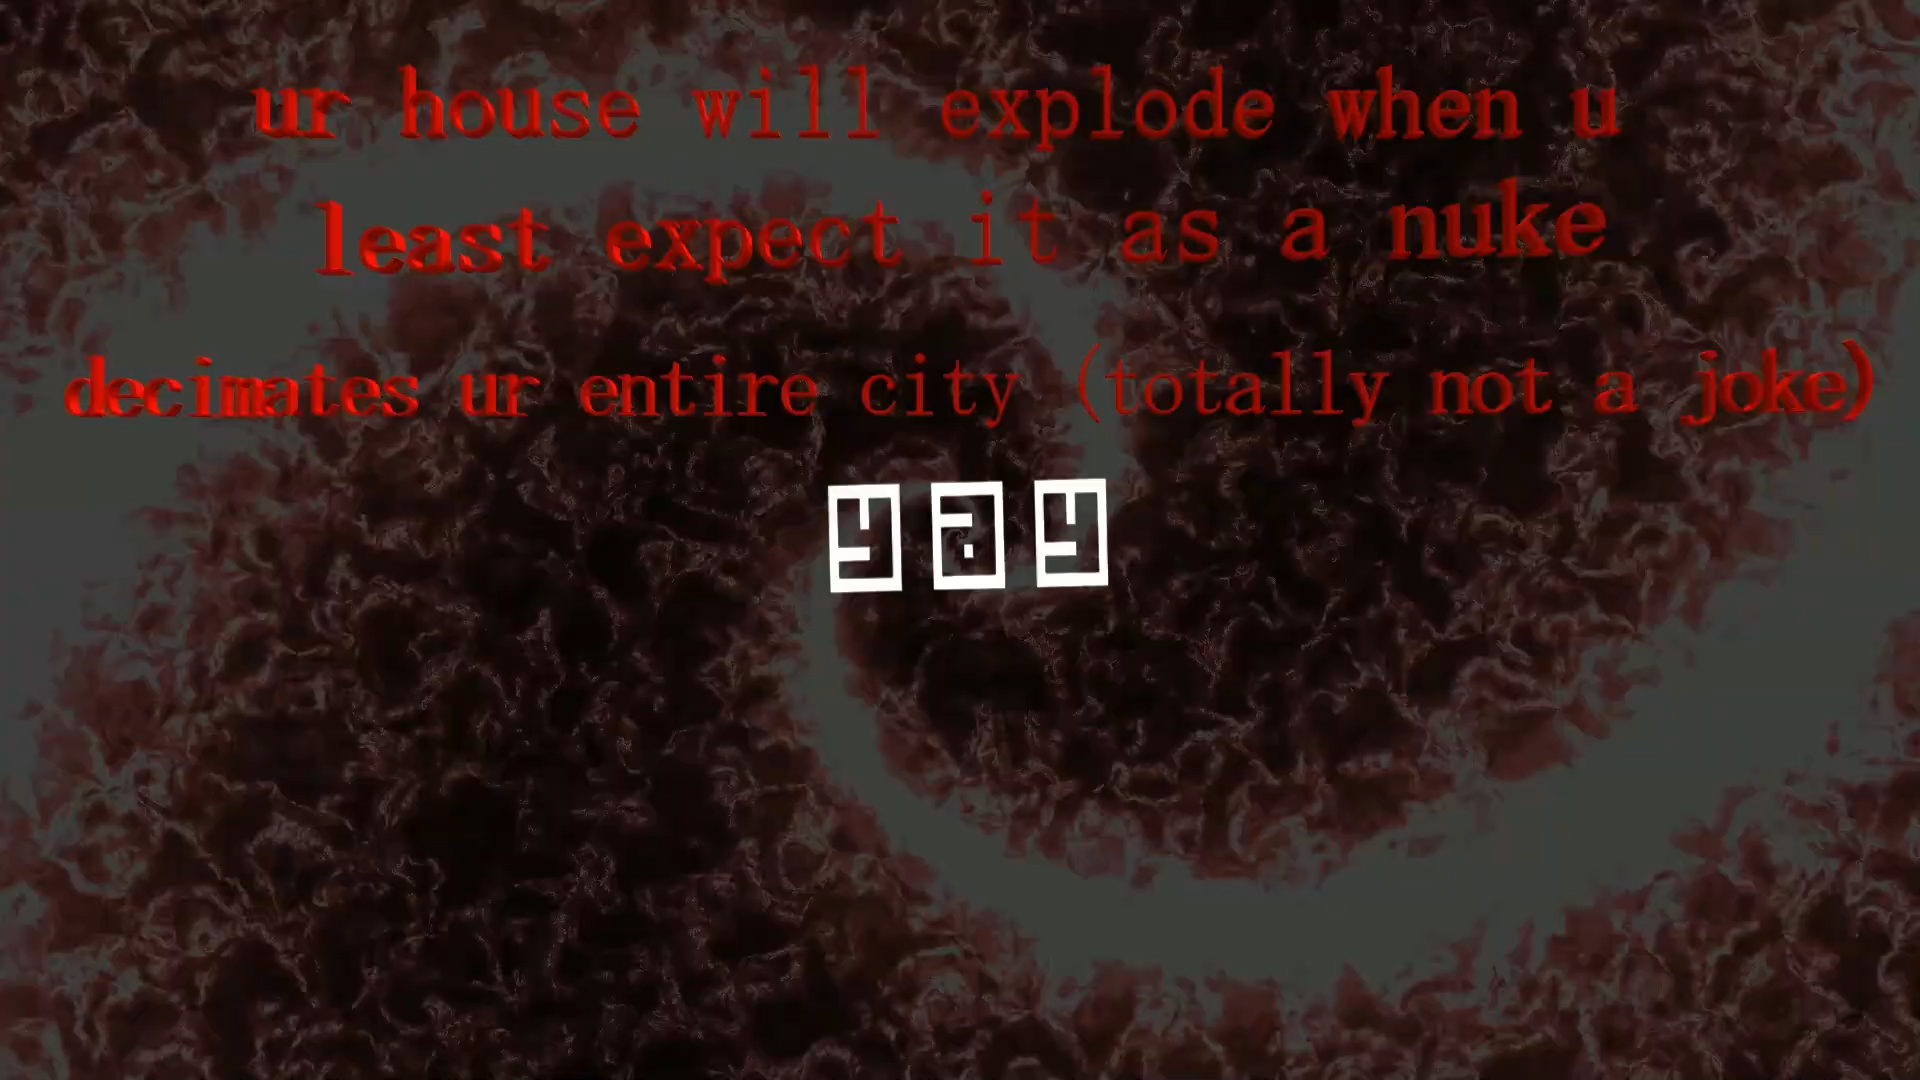 ur house will explode when u
least expect it as a nuke
decimates ur entire city (totally not a joke)
yay